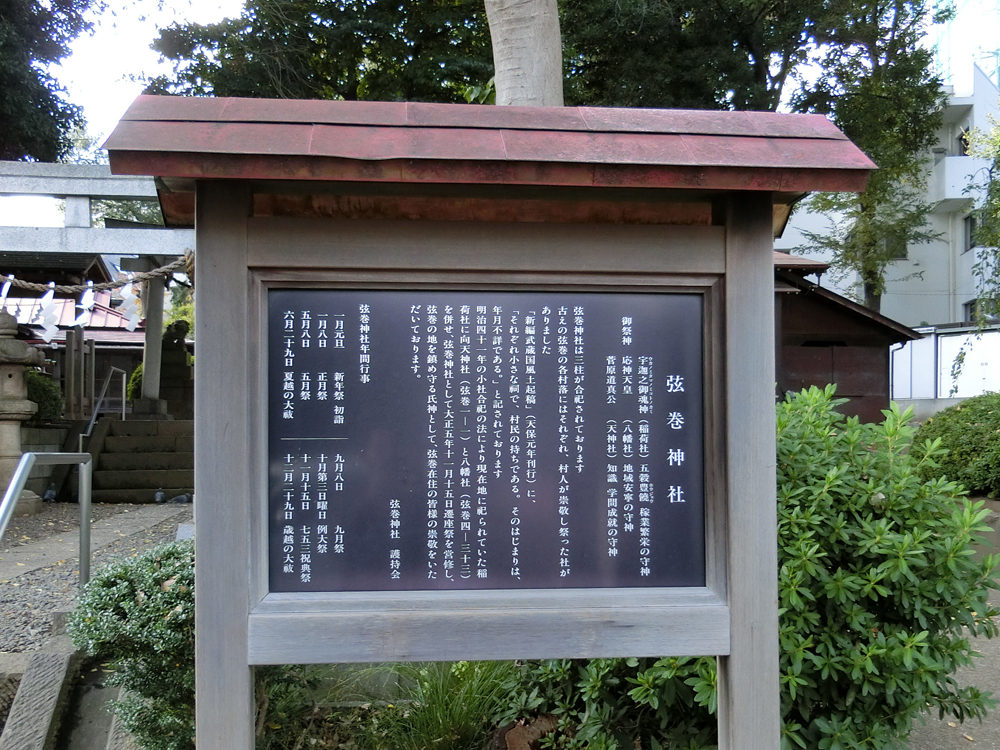 弦巻神社
御祭神
宇迦之御魂神（稲荷社）五穀豊饒 稼業繁栄の守神
応神天皇（八幡社）地域安寧の守神
菅原道真公（天神社）知識 学問成就の守神
弦巻神社は三柱が合祀されております
古よりの弦巻の各村落にはそれぞれ、村人が崇敬し祭った社が
ありました
「新編武蔵国風土起稿」（天保元年刊行）に、
「それぞれ小さな祠で、村民の持ちである。そのはじまりは、
年月不詳である。」と記されております
明治四十一年の小社合祀の法により現在地に祀られていた稲
荷社に向天神社（弦巻一ー一）と八幡社（弦巻四ー三十三）
を併せ、弦巻神社として大正五年十一月十五日遷座祭を営修し、
弦巻の地を鎮め守る氏神として、弦巻在住の皆様の崇敬をいた
だいております。
弦巻神社 護持会
弦巻神社年間行事
一月元旦 新年祭 初詣
一月八日 正月祭
五月八日 五月祭
六月二十九日 夏越の大祓
九月八日 九月祭
十月第三日曜日 例大祭
十一月十五日 七五三祝典祭
十二月二十九日 歳越の大祓